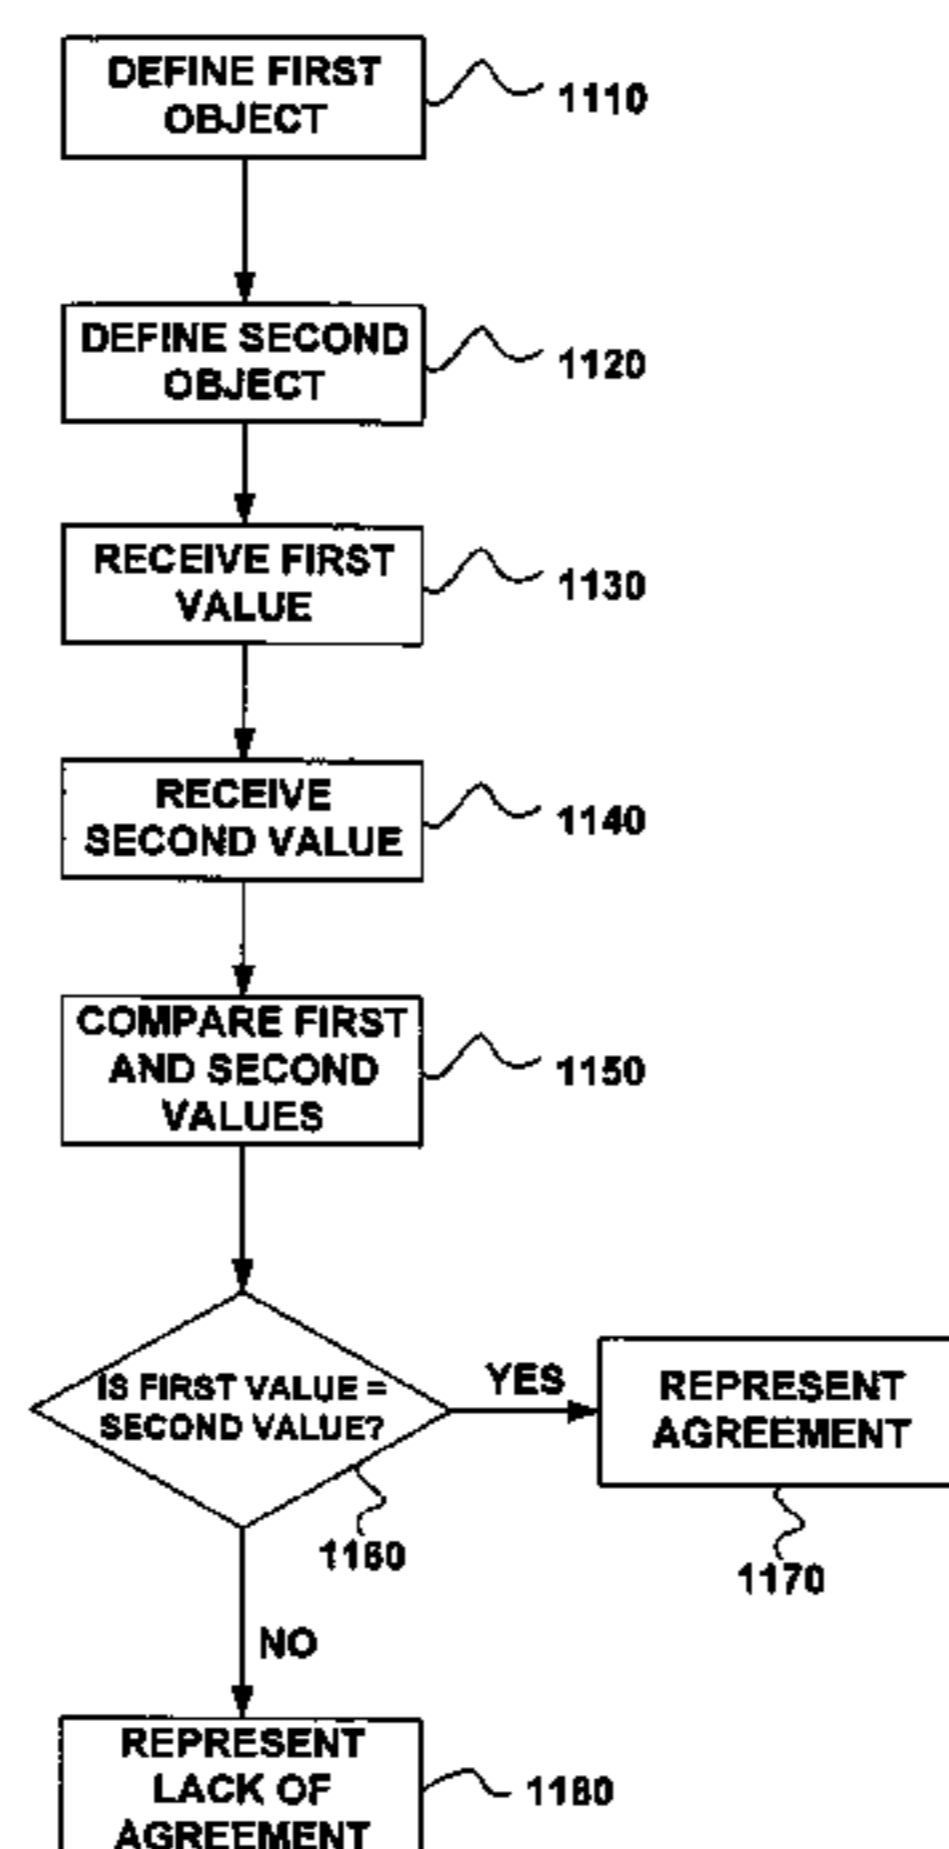 DEFINE FIRST
OBJECT
1110
DEFINE SECOND
OBJECT
1120
RECEIVE FIRST
VALUE
1130
RECEIVE
SECOND VALUE
1140
COMPARE FIRST
AND SECOND
VALUES
1150
IS FIRST VALUE =
SECOND VALUE?
1160
YES
REPRESENT
AGREEMENT
1170
NO
REPRESENT
LACK OF
AGREEMENT
1180